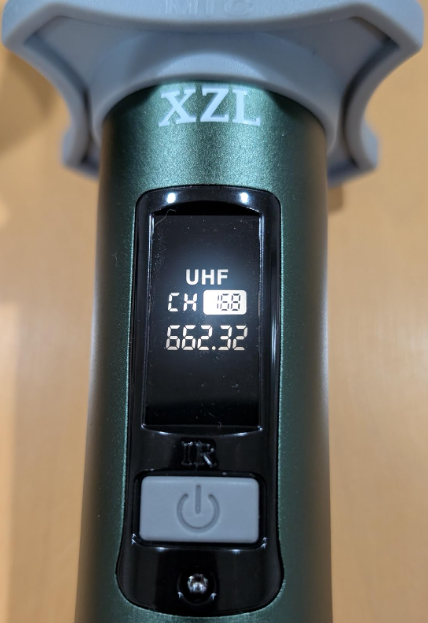 XZL
UHF
CH 168
662.32
IR